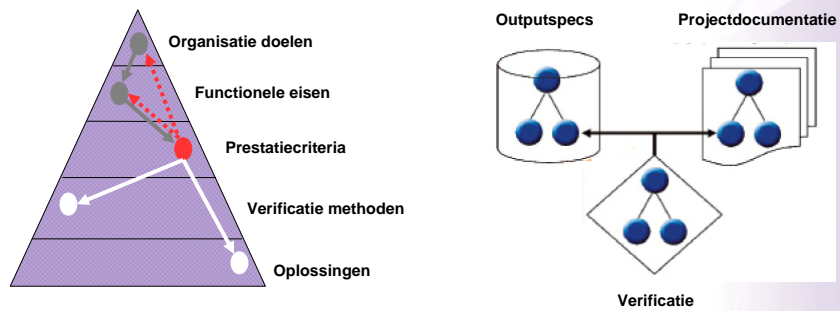 Organisatie doelen
Functionele eisen
Prestatiecriteria
Verificatie methoden
Oplossingen
Outputspecs
Projectdocumentatie
Verificatie